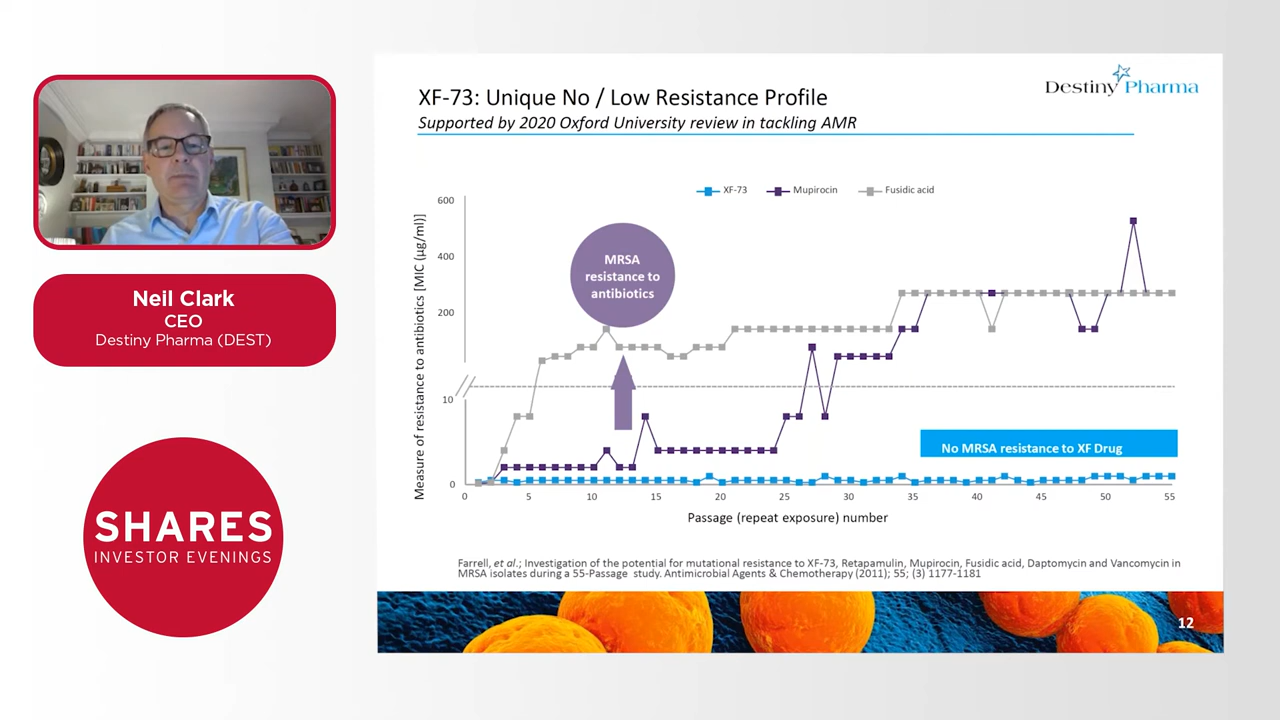 XF-73: Unique No / Low Resistance Profile
Supported by 2020 Oxford University review in tackling AMR
Destiny Pharma
Neil Clark
CEO
Destiny Pharma (DEST)
SHARES
INVESTOR EVENINGS
XF-73
Mupirocin
Fusidic acid
Measure of resistance to antibiotics [MIC (µg/ml)]
600
400
200
10
0
MRSA
resistance to
antibiotics
No MRSA resistance to XF Drug
0 5 10 15 20 25 30 35 40 45 50 55
Passage (repeat exposure) number
Farrell, et al.; Investigation of the potential for mutational resistance to XF-73, Retapamulin, Mupirocin, Fusidic acid, Daptomycin and Vancomycin in
MRSA isolates during a 55-Passage study. Antimicrobial Agents & Chemotherapy (2011); 55; (3) 1177-1181
12